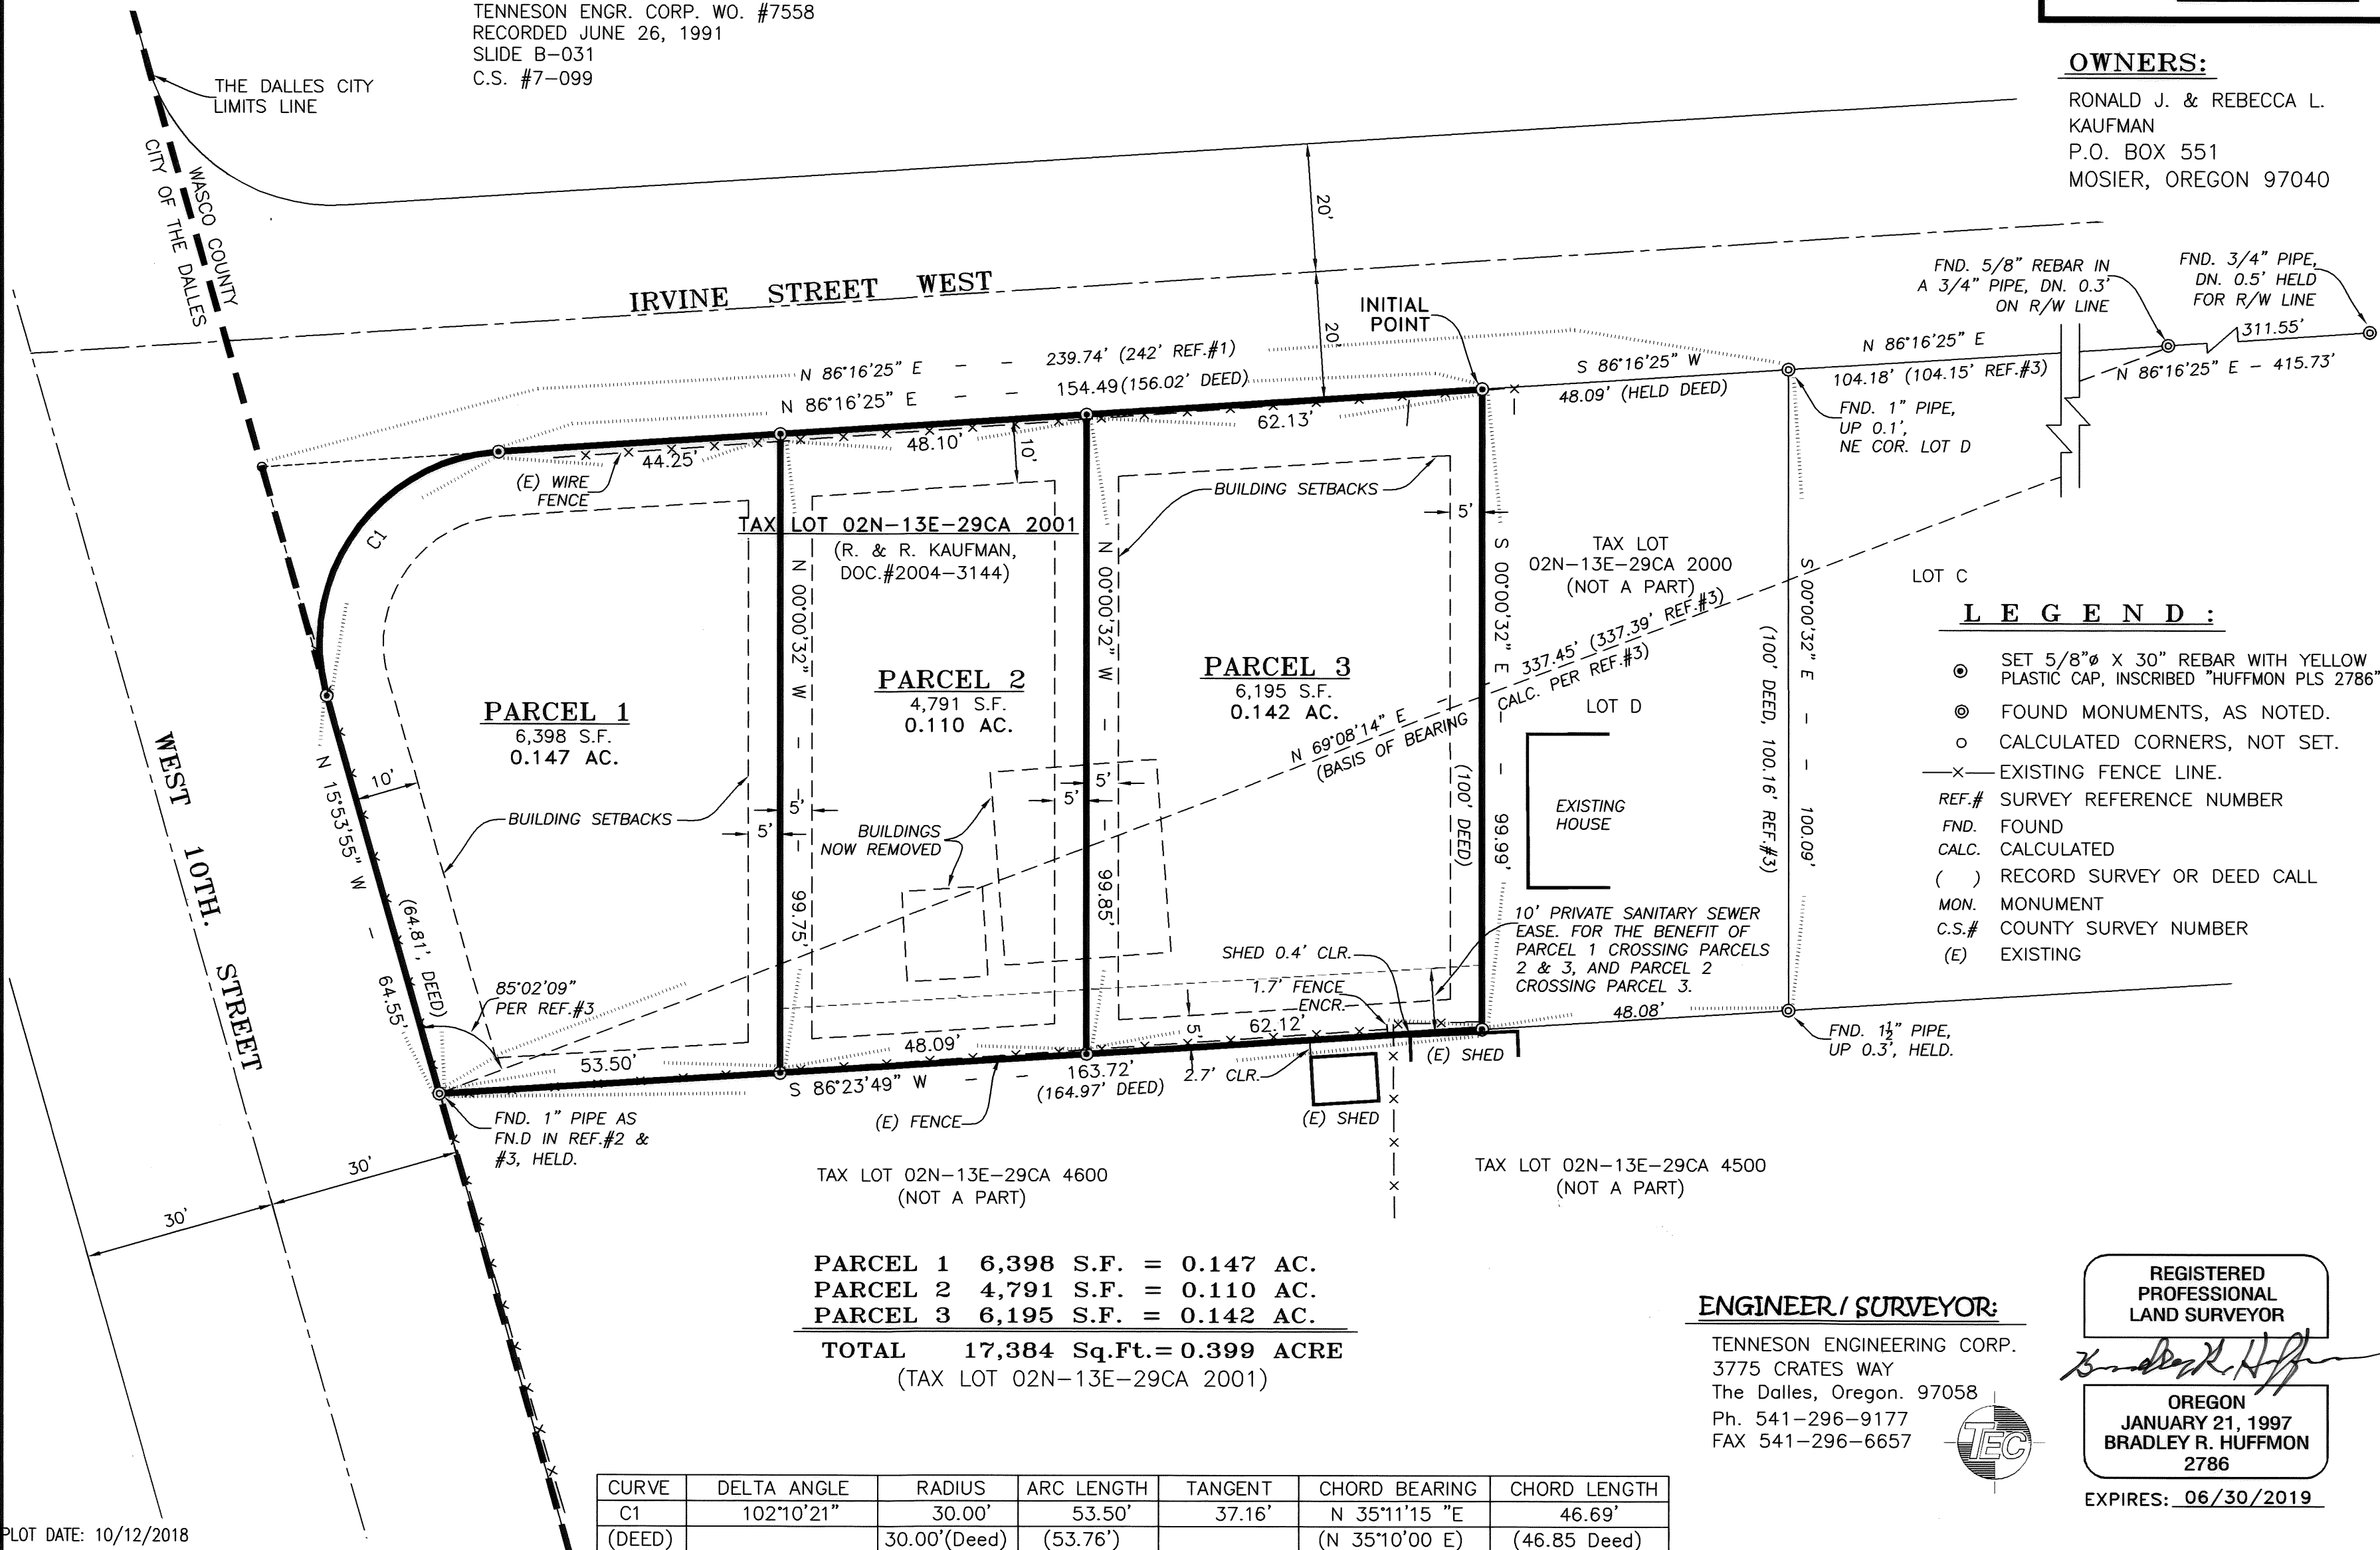 TENNESON ENGR. CORP. WO. #7558
RECORDED JUNE 26, 1991
SLIDE B-031
C.S. #7-099
THE DALLES CITY
LIMITS LINE
WASCO COUNTY
CITY OF THE DALLES
OWNERS:
RONALD J. & REBECCA L.
KAUFMAN
P.O. BOX 551
MOSIER, OREGON 97040
IRVINE STREET WEST
20'
20'
INITIAL
POINT
FND. 5/8" REBAR IN
A 3/4" PIPE, DN. 0.3'
ON R/W LINE
FND. 3/4" PIPE,
DN. 0.5' HELD
FOR R/W LINE
311.55'
N 86°16'25" E - 415.73'
N 86°16'25" E
104.18' (104.15' REF.#3)
S 86°16'25" W
48.09' (HELD DEED)
FND. 1" PIPE,
UP 0.1',
NE COR. LOT D
N 86°16'25" E - - 239.74' (242' REF.#1)
N 86°16'25" E - - 154.49(156.02' DEED)
44.25'
48.10'
62.13'
(E) WIRE
FENCE
C1
10'
BUILDING SETBACKS
5'
TAX LOT 02N-13E-29CA 2001
(R. & R. KAUFMAN,
DOC.#2004-3144)
N 00°00'32" W - - 99.75'
N 00°00'32" W - - 99.85'
S 00°00'32" E - - 99.99'
(100' DEED)
S 00°00'32" E - - 100.09'
(100' DEED, 100.16' REF.#3)
TAX LOT
02N-13E-29CA 2000
(NOT A PART)
LOT C
LOT D
PARCEL 1
6,398 S.F.
0.147 AC.
PARCEL 2
4,791 S.F.
0.110 AC.
PARCEL 3
6,195 S.F.
0.142 AC.
N 69°08'14" E - 337.45' (337.39' REF.#3)
(BASIS OF BEARING CALC. PER REF.#3)
LEGEND:
SET 5/8"ø X 30" REBAR WITH YELLOW
PLASTIC CAP, INSCRIBED "HUFFMON PLS 2786"
FOUND MONUMENTS, AS NOTED.
CALCULATED CORNERS, NOT SET.
—x— EXISTING FENCE LINE.
REF.# SURVEY REFERENCE NUMBER
FND. FOUND
CALC. CALCULATED
( ) RECORD SURVEY OR DEED CALL
MON. MONUMENT
C.S.# COUNTY SURVEY NUMBER
(E) EXISTING
WEST 10TH. STREET
N 15°53'55" W - 64.55'
(64.81', DEED)
10'
BUILDING SETBACKS
5'
5'
5'
5'
BUILDINGS
NOW REMOVED
EXISTING
HOUSE
85°02'09"
PER REF.#3
SHED 0.4' CLR.
1.7' FENCE
ENCR.
10' PRIVATE SANITARY SEWER
EASE. FOR THE BENEFIT OF
PARCEL 1 CROSSING PARCELS
2 & 3, AND PARCEL 2
CROSSING PARCEL 3.
5'
53.50'
48.09'
62.12'
48.08'
S 86°23'49" W - - 163.72'
(164.97' DEED)
2.7' CLR.
(E) SHED
(E) SHED
(E) FENCE
FND. 1½" PIPE,
UP 0.3', HELD.
FND. 1" PIPE AS
FN.D IN REF.#2 &
#3, HELD.
30'
30'
TAX LOT 02N-13E-29CA 4600
(NOT A PART)
TAX LOT 02N-13E-29CA 4500
(NOT A PART)
PARCEL 1 6,398 S.F. = 0.147 AC.
PARCEL 2 4,791 S.F. = 0.110 AC.
PARCEL 3 6,195 S.F. = 0.142 AC.
TOTAL 17,384 Sq.Ft.= 0.399 ACRE
(TAX LOT 02N-13E-29CA 2001)
ENGINEER/SURVEYOR:
TENNESON ENGINEERING CORP.
3775 CRATES WAY
The Dalles, Oregon. 97058
Ph. 541-296-9177
FAX 541-296-6657
TEC
REGISTERED
PROFESSIONAL
LAND SURVEYOR
Bradley R. Huffmon
OREGON
JANUARY 21, 1997
BRADLEY R. HUFFMON
2786
EXPIRES: 06/30/2019
CURVE DELTA ANGLE RADIUS ARC LENGTH TANGENT CHORD BEARING CHORD LENGTH
C1 102°10'21" 30.00' 53.50' 37.16' N 35°11'15 "E 46.69'
(DEED) 30.00'(Deed) (53.76') (N 35°10'00 E) (46.85 Deed)
PLOT DATE: 10/12/2018